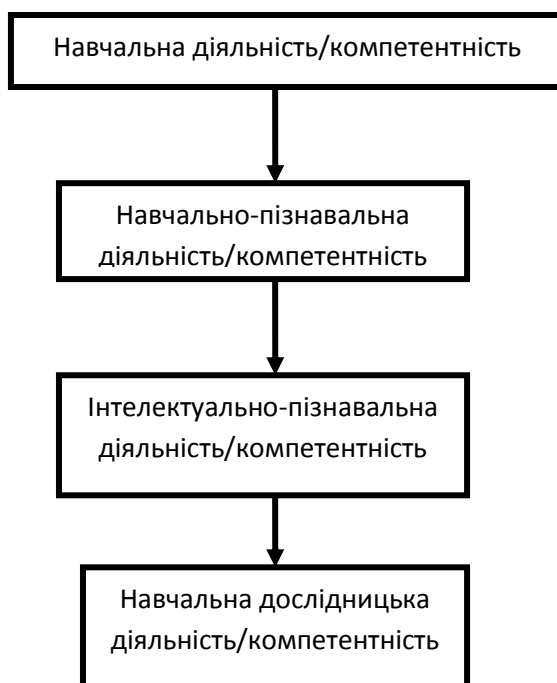 Навчальна діяльність/компетентність
Навчально-пізнавальна
діяльність/компетентність
Інтелектуально-пізнавальна
діяльність/компетентність
Навчальна дослідницька
діяльність/компетентність